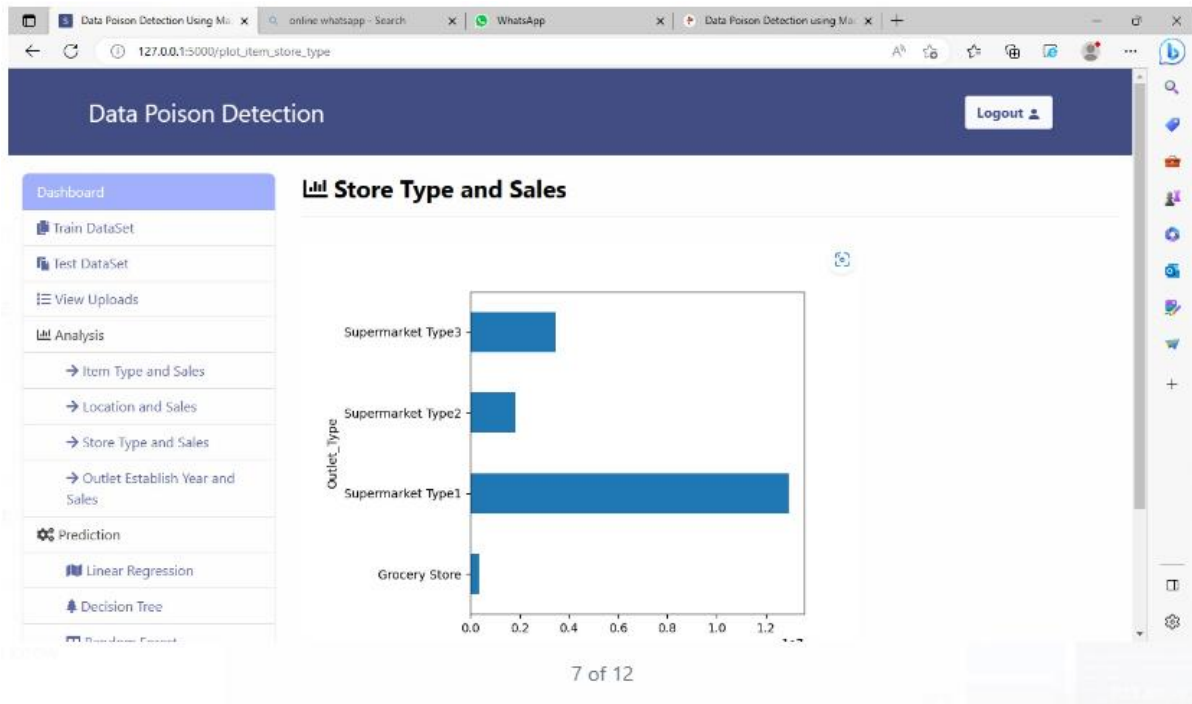 Data Poison Detection Using Ma
online whatsapp - Search
WhatsApp
Data Poison Detection using Mac
127.0.0.1:5000/plot_item_store_type
Data Poison Detection
Logout
Dashboard
Train DataSet
Test DataSet
View Uploads
Analysis
→ Item Type and Sales
→ Location and Sales
→ Store Type and Sales
→ Outlet Establish Year and
Sales
Prediction
Linear Regression
Decision Tree
Random Forest
Store Type and Sales
Supermarket Type3
Supermarket Type2
Supermarket Type1
Grocery Store
Outlet_Type
0.0 0.2 0.4 0.6 0.8 1.0 1.2
7 of 12